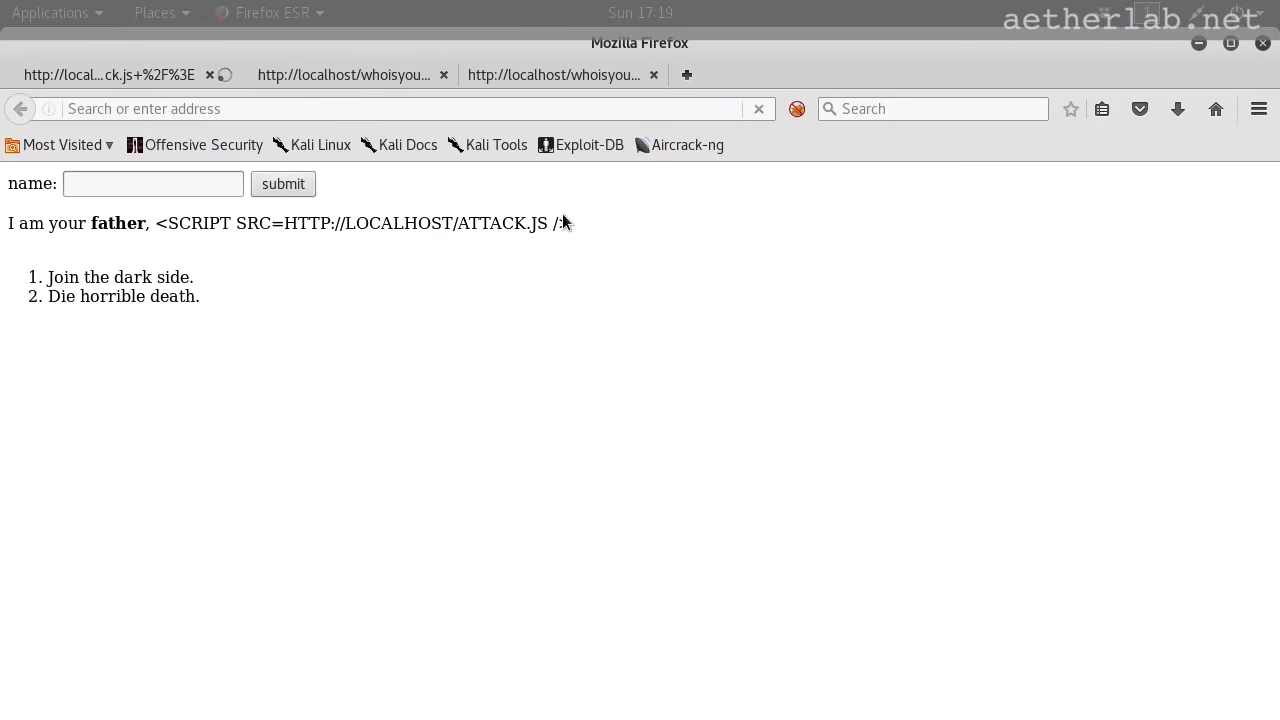 Applications Places Firefox ESR Sun 17:19 aetherlab.net
Mozilla Firefox
http://local...ck.js+%2F%3E http://localhost/whoisyou... http://localhost/whoisyou...
Search or enter address Search
Most Visited Offensive Security Kali Linux Kali Docs Kali Tools Exploit-DB Aircrack-ng
name: submit
I am your father, <SCRIPT SRC=HTTP://LOCALHOST/ATTACK.JS />
1. Join the dark side.
2. Die horrible death.